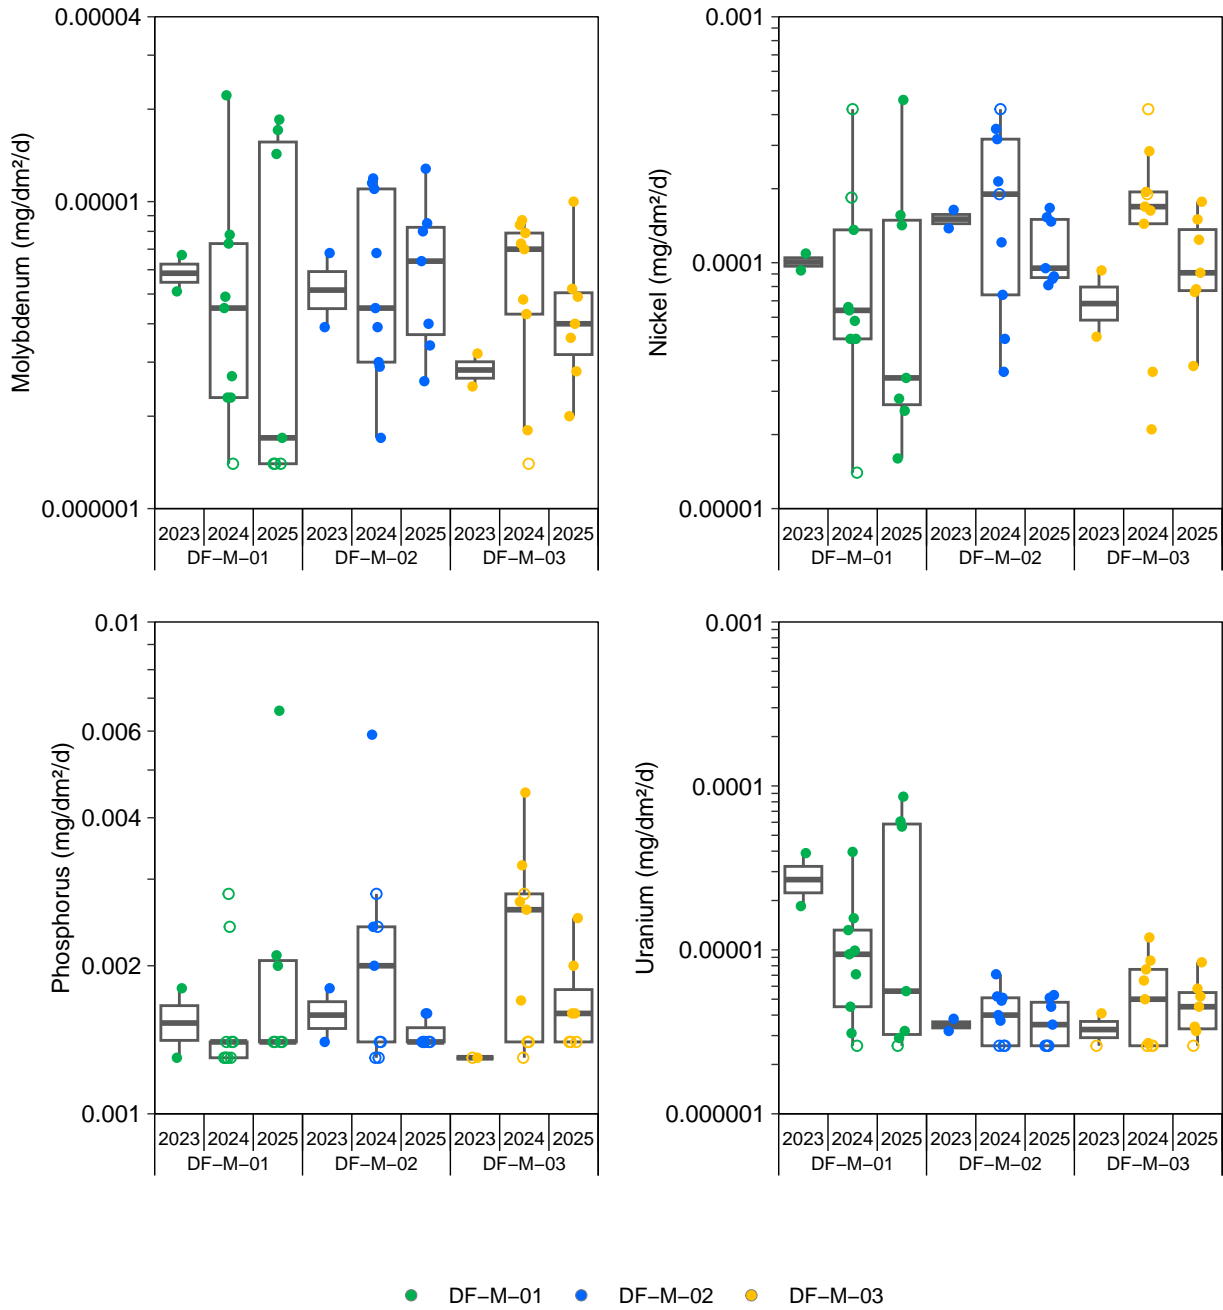 0.00004
0.00001
0.000001
Molybdenum (mg/dm²/d)
2023 2024 2025 2023 2024 2025 2023 2024 2025
DF–M–01 DF–M–02 DF–M–03
0.001
0.0001
0.00001
Nickel (mg/dm²/d)
2023 2024 2025 2023 2024 2025 2023 2024 2025
DF–M–01 DF–M–02 DF–M–03
0.01
0.006
0.004
0.002
0.001
Phosphorus (mg/dm²/d)
2023 2024 2025 2023 2024 2025 2023 2024 2025
DF–M–01 DF–M–02 DF–M–03
0.001
0.0001
0.00001
0.000001
Uranium (mg/dm²/d)
2023 2024 2025 2023 2024 2025 2023 2024 2025
DF–M–01 DF–M–02 DF–M–03
DF–M–01 DF–M–02 DF–M–03